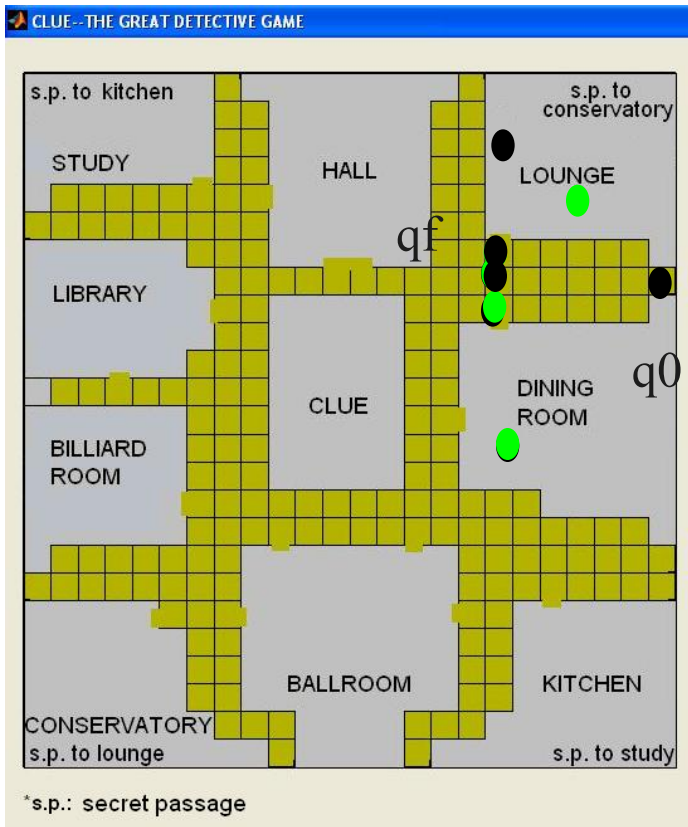 CLUE--THE GREAT DETECTIVE GAME
s.p. to kitchen
s.p. to
conservatory
STUDY
HALL
LOUNGE
qf
LIBRARY
q0
CLUE
DINING
ROOM
BILLIARD
ROOM
BALLROOM
KITCHEN
CONSERVATORY
s.p. to lounge
s.p. to study
*s.p.: secret passage